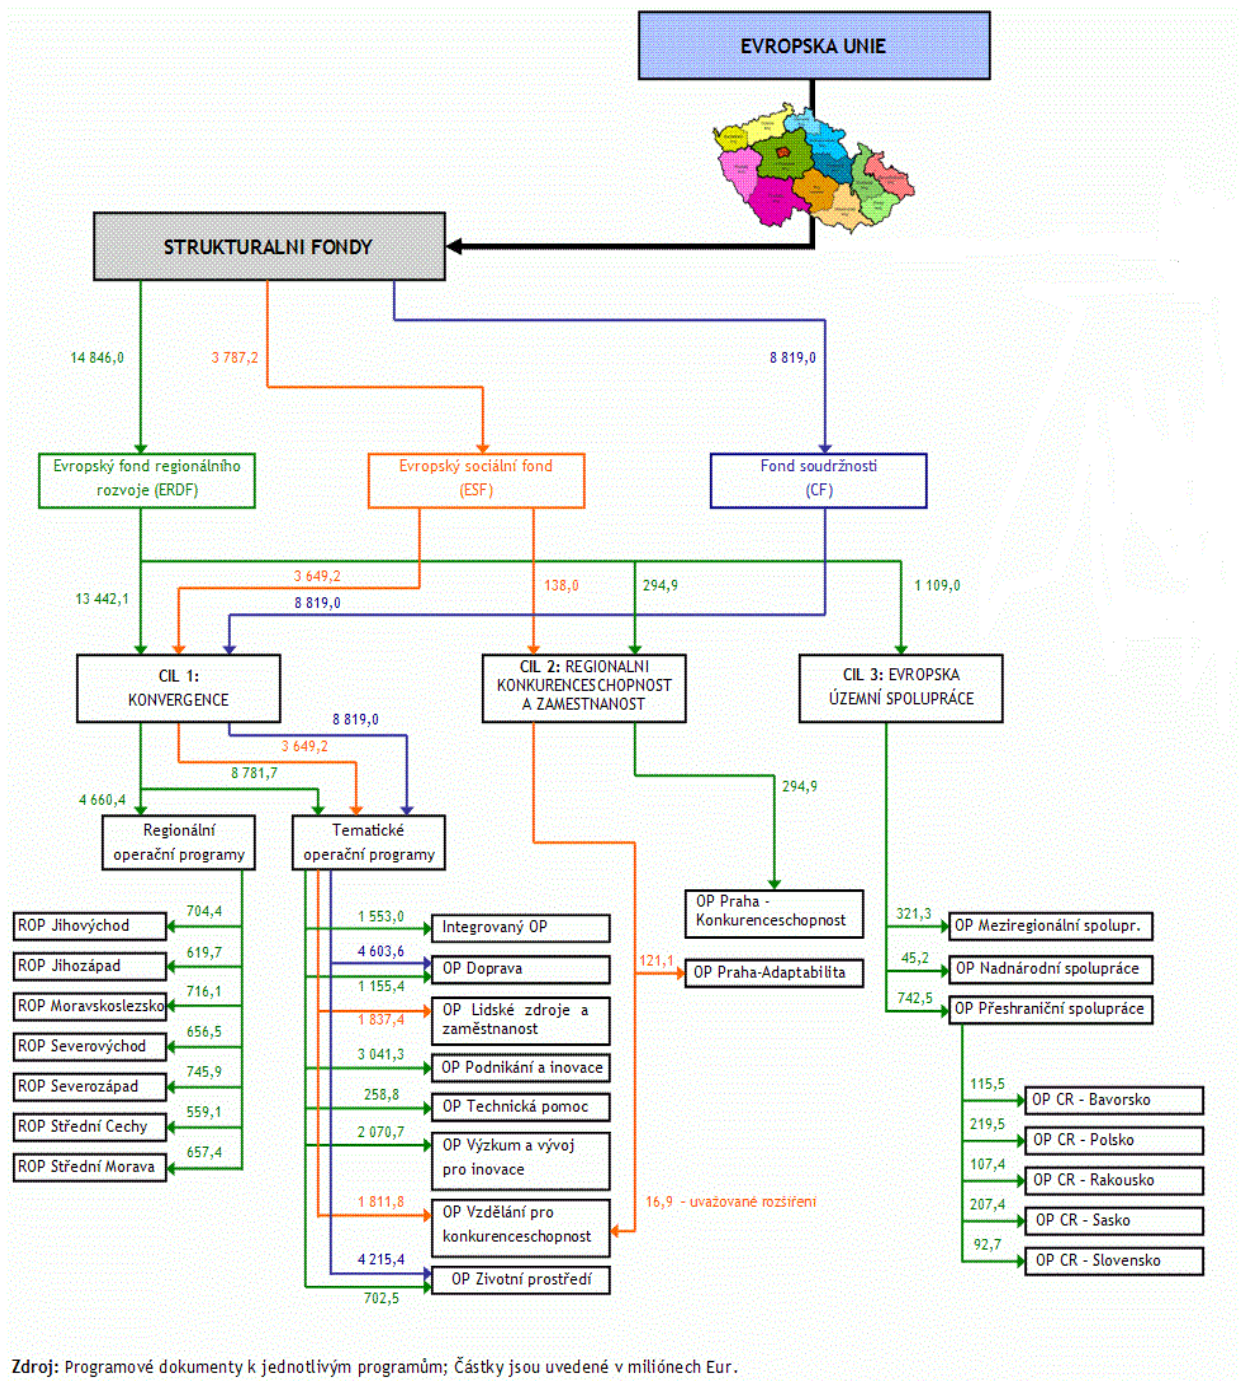 EVROPSKA UNIE
STRUKTURALNI FONDY
14 846,0
3 787,2
8 819,0
Evropský fond regionálního
rozvoje (ERDF)
Evropský sociální fond
(ESF)
Fond soudržnosti
(CF)
3 649,2
13 442,1
8 819,0
138,0
294,9
1 109,0
CIL 1:
KONVERGENCE
CIL 2: REGIONALNI
KONKURENCESCHOPNOST
A ZAMESTNANOST
CIL 3: EVROPSKA
ÚZEMNÍ SPOLUPRÁCE
8 819,0
3 649,2
8 781,7
4 660,4
294,9
Regionální
operační programy
Tematické
operační programy
704,4
ROP Jihovýchod
619,7
ROP Jihozápad
716,1
ROP Moravskoslezsko
656,5
ROP Severovýchod
745,9
ROP Severozápad
559,1
ROP Střední Cechy
657,4
ROP Střední Morava
1 553,0
Integrovaný OP
4 603,6
OP Doprava
1 155,4
1 837,4
OP Lidské zdroje a
zaměstnanost
3 041,3
OP Podnikání a inovace
258,8
OP Technická pomoc
2 070,7
OP Výzkum a vývoj
pro inovace
1 811,8
OP Vzdělání pro
konkurenceschopnost
4 215,4
OP Zivotní prostředí
702,5
OP Praha -
Konkurenceschopnost
121,1
OP Praha-Adaptabilita
16,9 - uvažované rozšíření
321,3
OP Meziregionální spolupr.
45,2
OP Nadnárodní spolupráce
742,5
OP Přeshraniční spolupráce
115,5
OP CR - Bavorsko
219,5
OP CR - Polsko
107,4
OP CR - Rakousko
207,4
OP CR - Sasko
92,7
OP CR - Slovensko
Zdroj: Programové dokumenty k jednotlivým programům; Částky jsou uvedené v miliónech Eur.